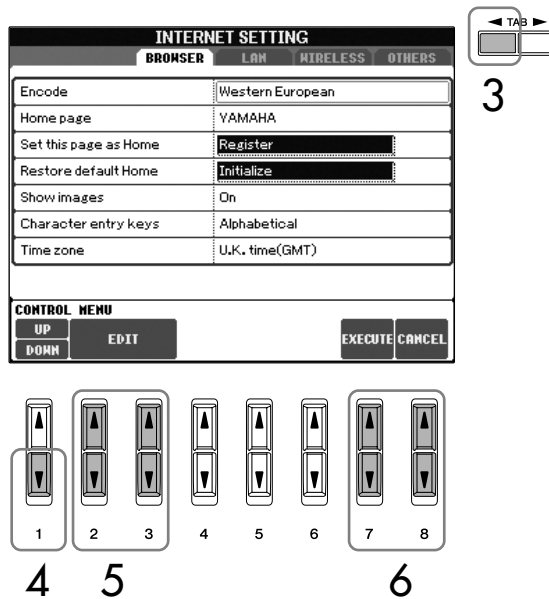 ◄ TAB ►
3
INTERNET SETTING
BROWSER LAN WIRELESS OTHERS
Encode Western European
Home page YAMAHA
Set this page as Home Register
Restore default Home Initialize
Show images On
Character entry keys Alphabetical
Time zone U.K. time(GMT)
CONTROL MENU
UP
DOWN
EDIT
EXECUTE CANCEL
1 2 3 4 5 6 7 8
4 5 6